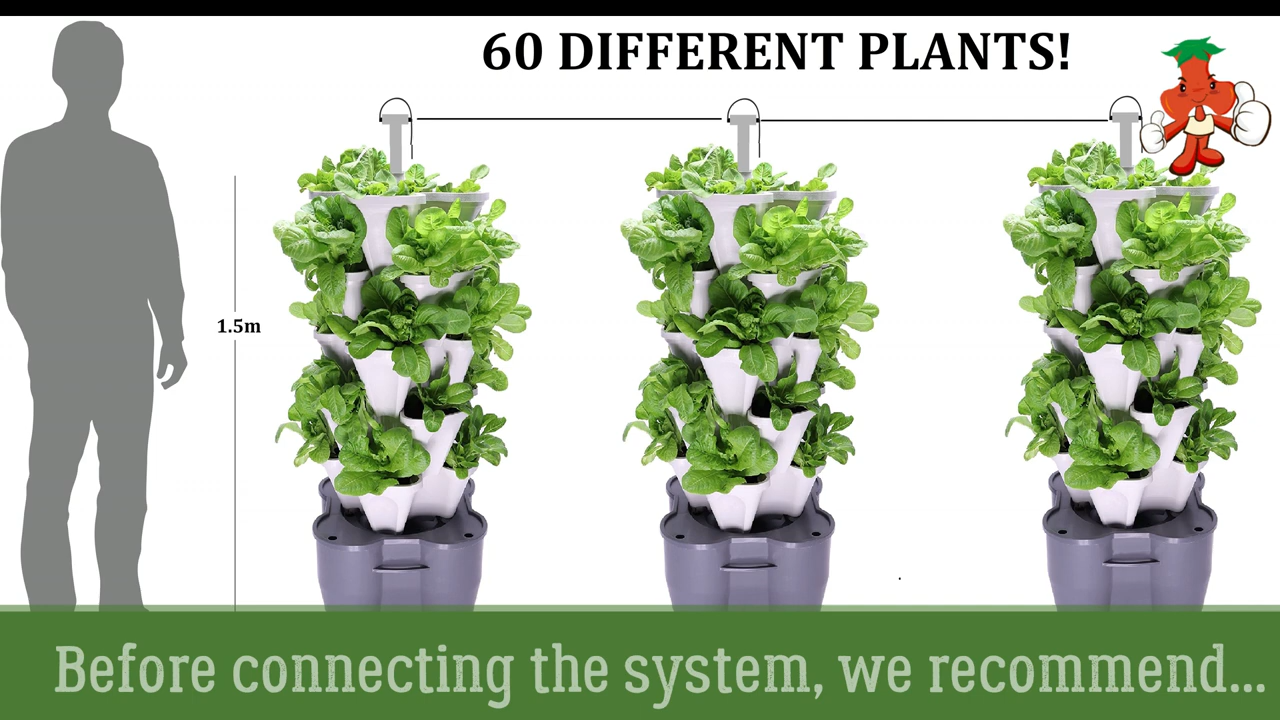 60 DIFFERENT PLANTS!
1.5m
Before connecting the system, we recommend...